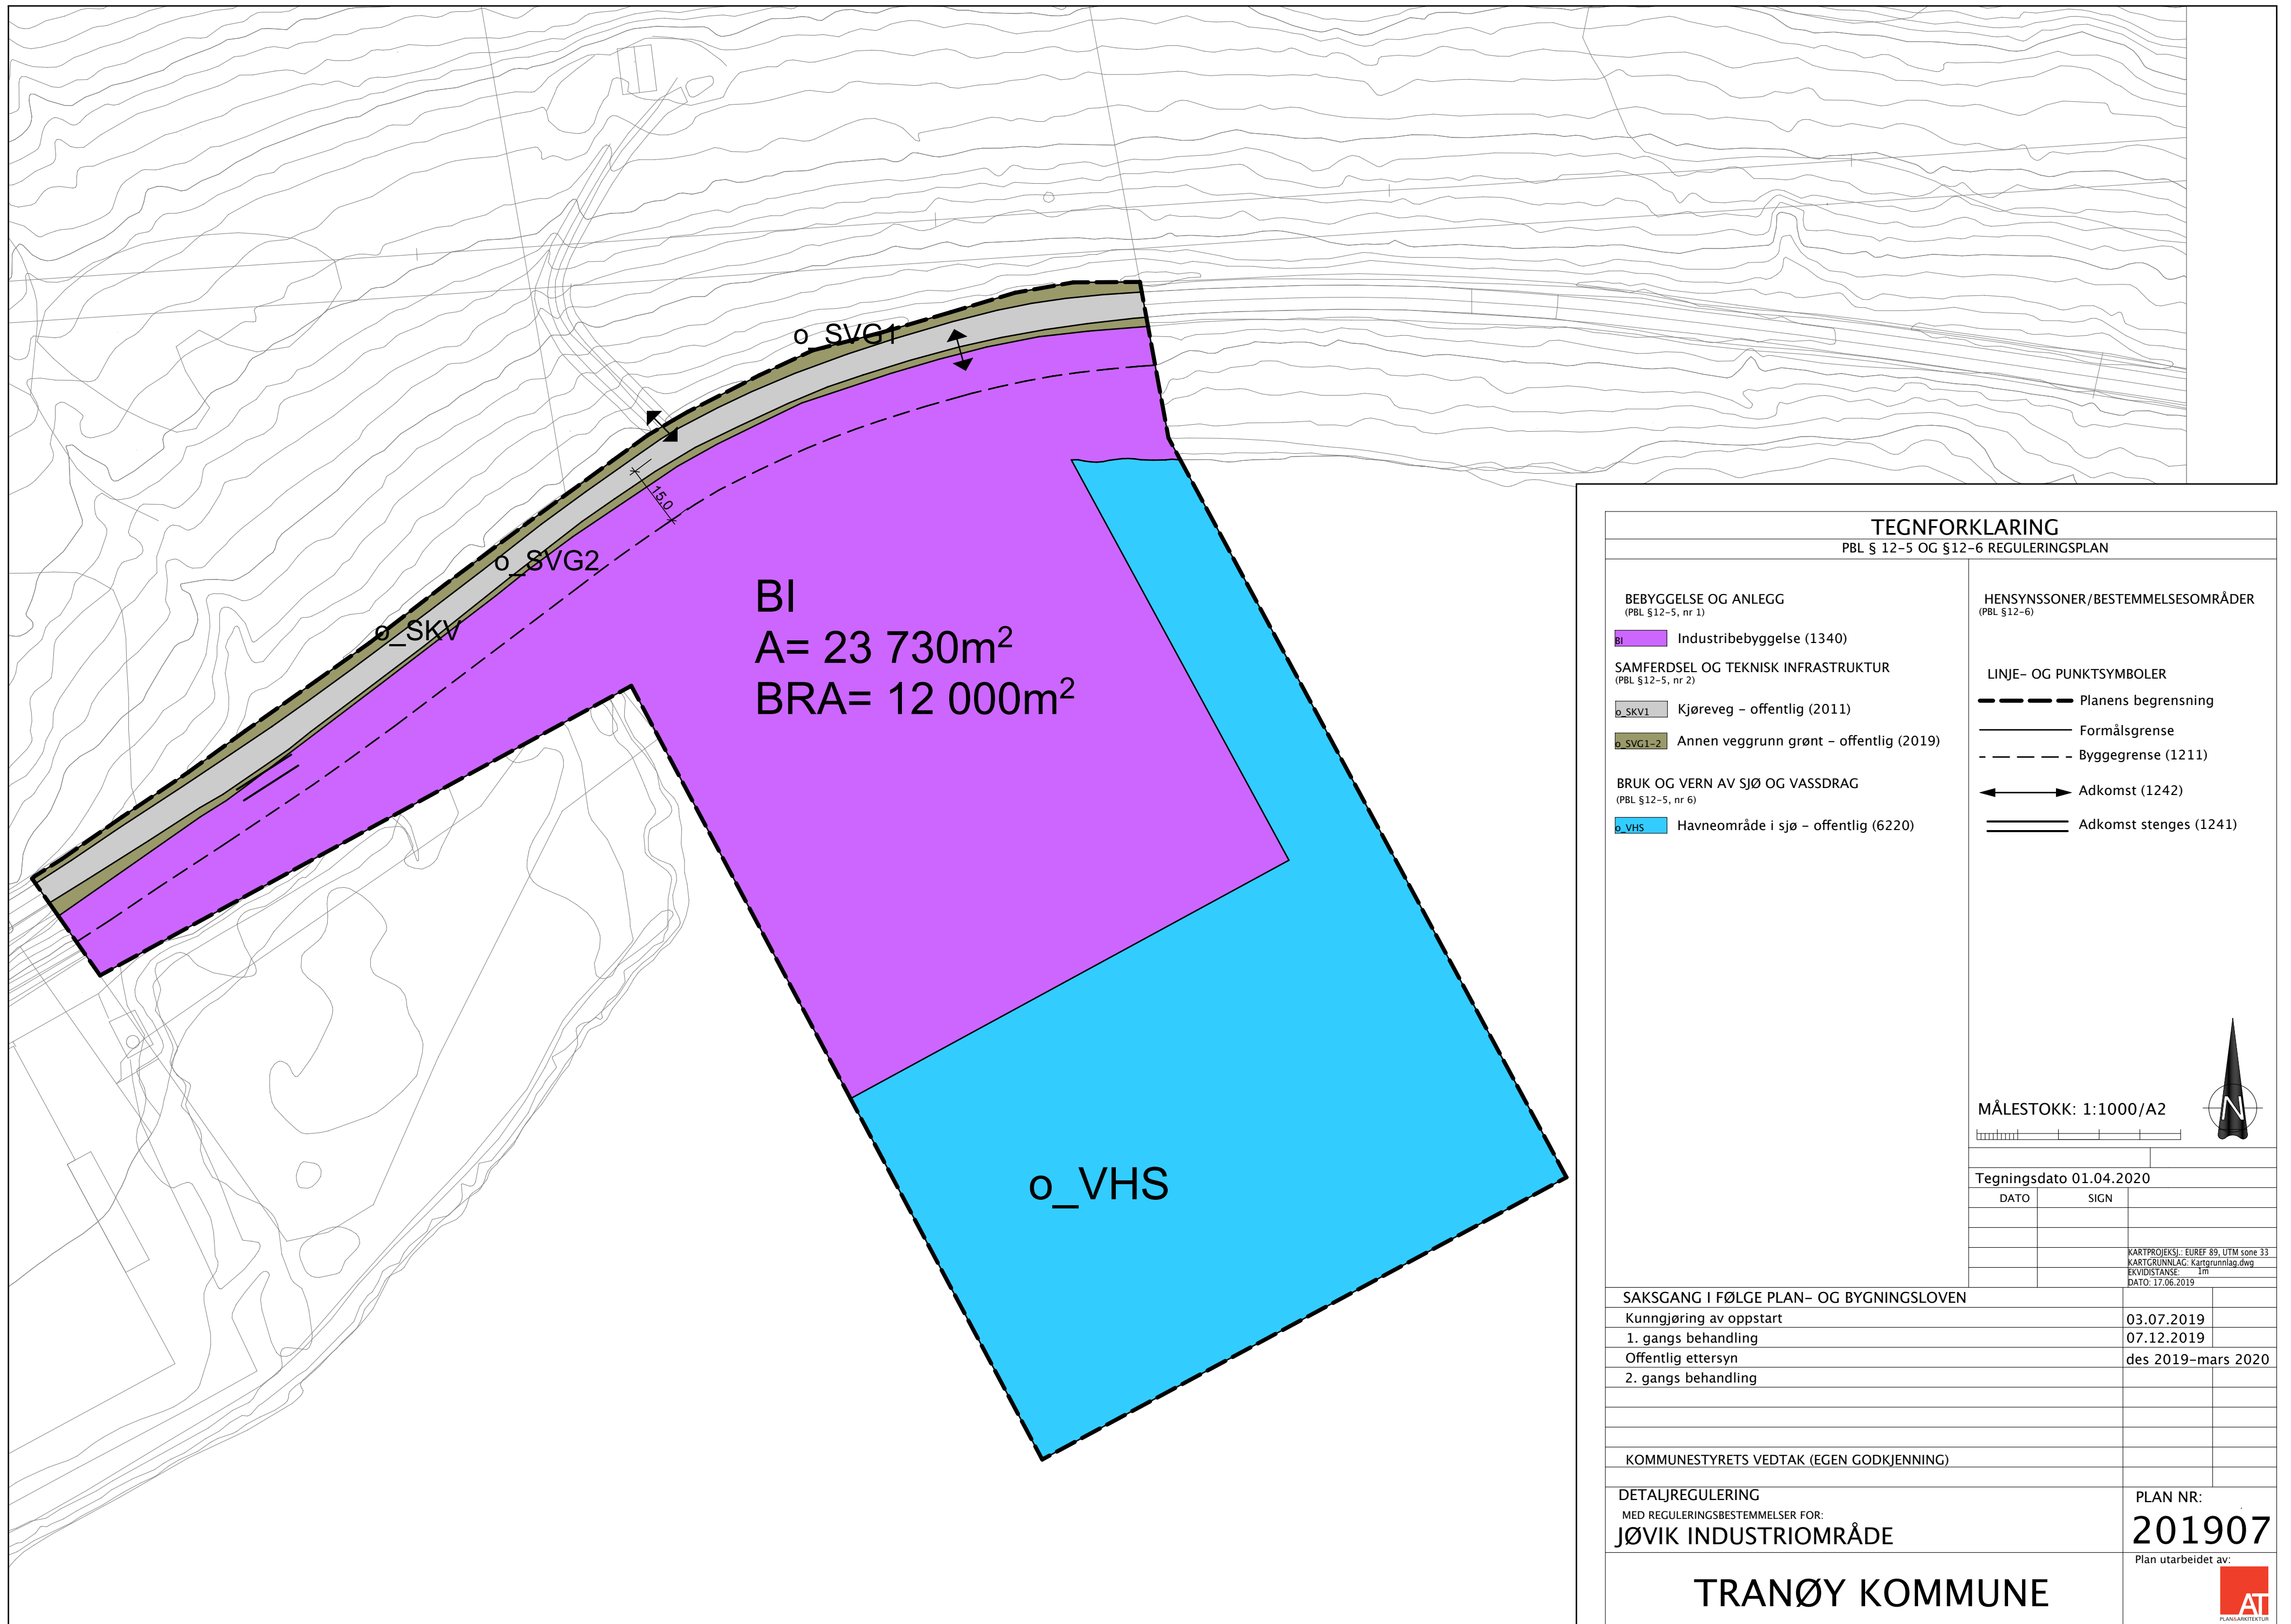 o_SVG1
15.0
o_SVG2
o_SKV
BI
A= 23 730m²
BRA= 12 000m²
o_VHS
TEGNFORKLARING
PBL § 12-5 OG §12-6 REGULERINGSPLAN
BEBYGGELSE OG ANLEGG
(PBL §12-5, nr 1)
BI Industribebyggelse (1340)
SAMFERDSEL OG TEKNISK INFRASTRUKTUR
(PBL §12-5, nr 2)
o_SKV1 Kjøreveg - offentlig (2011)
o_SVG1-2 Annen veggrunn grønt - offentlig (2019)
BRUK OG VERN AV SJØ OG VASSDRAG
(PBL §12-5, nr 6)
o_VHS Havneområde i sjø - offentlig (6220)
HENSYNSSONER/BESTEMMELSESOMRÅDER
(PBL §12-6)
LINJE- OG PUNKTSYMBOLER
Planens begrensning
Formålsgrense
Byggegrense (1211)
Adkomst (1242)
Adkomst stenges (1241)
MÅLESTOKK: 1:1000/A2
N
Tegningsdato 01.04.2020
DATO SIGN
KARTPROJEKSJ.: EUREF 89, UTM sone 33
KARTGRUNNLAG: Kartgrunnlag.dwg
EKVIDISTANSE: 1m
DATO: 17.06.2019
SAKSGANG I FØLGE PLAN- OG BYGNINGSLOVEN
Kunngjøring av oppstart 03.07.2019
1. gangs behandling 07.12.2019
Offentlig ettersyn des 2019-mars 2020
2. gangs behandling
KOMMUNESTYRETS VEDTAK (EGEN GODKJENNING)
DETALJREGULERING
MED REGULERINGSBESTEMMELSER FOR:
JØVIK INDUSTRIOMRÅDE
PLAN NR:
201907
TRANØY KOMMUNE
Plan utarbeidet av:
AT
PLAN&ARKITEKTUR